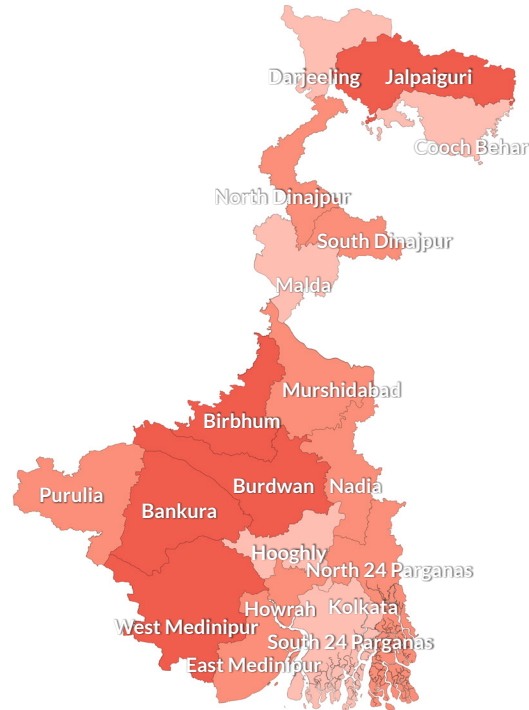 Darjeeling
Jalpaiguri
Cooch Behar
North Dinajpur
South Dinajpur
Malda
Murshidabad
Birbhum
Purulia
Burdwan
Nadia
Bankura
Hooghly
North 24 Parganas
Howrah
Kolkata
West Medinipur
South 24 Parganas
East Medinipur